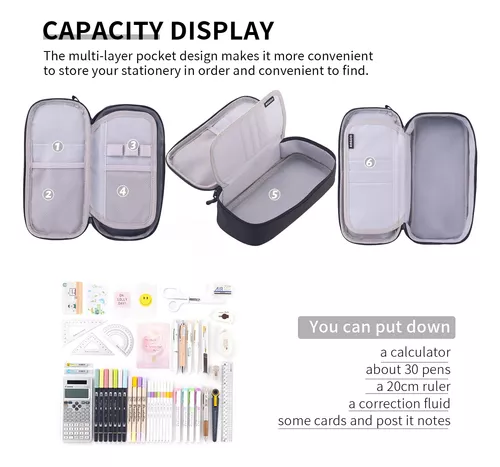 CAPACITY DISPLAY
The multi-layer pocket design makes it more convenient
to store your stationery in order and convenient to find.
1
3
2
4
5
6
You can put down
a calculator
about 30 pens
a 20cm ruler
a correction fluid
some cards and post it notes